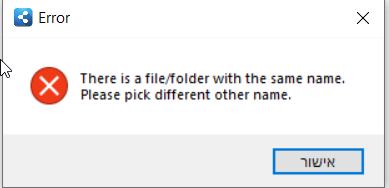 Error
There is a file/folder with the same name.
Please pick different other name.
אישור